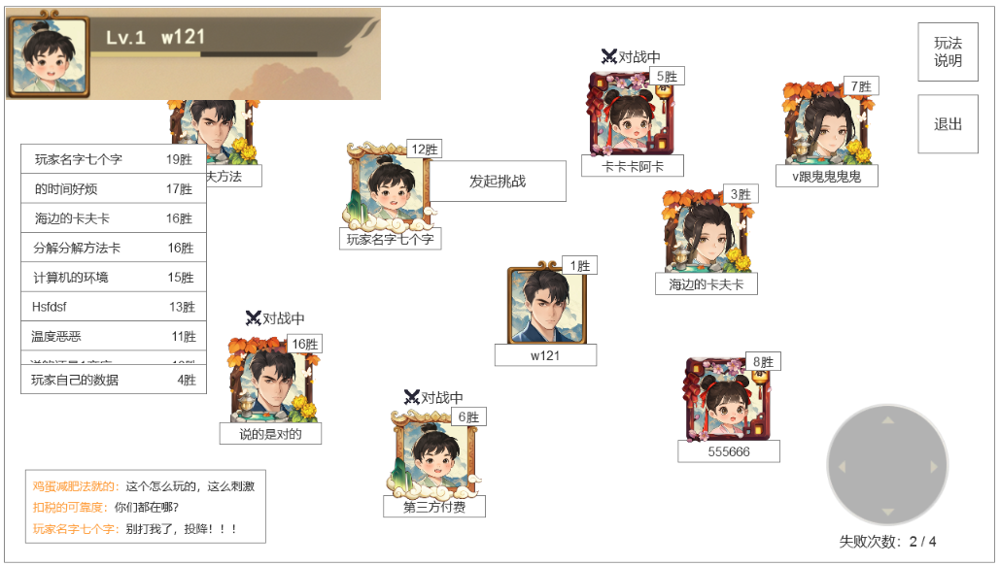 Lv.1 w121
夫方法
玩家名字七个字 19胜
的时间好烦 17胜
海边的卡夫卡 16胜
分解分解方法卡 16胜
计算机的环境 15胜
Hsfdsf 13胜
温度恶恶 11胜
玩家自己的数据 4胜
12胜
玩家名字七个字
发起挑战
对战中
5胜
卡卡卡阿卡
7胜
v跟鬼鬼鬼鬼
玩法
说明
退出
3胜
海边的卡夫卡
1胜
w121
对战中
16胜
说的是对的
对战中
6胜
第三方付费
8胜
555666
鸡蛋减肥法就的：这个怎么玩的，这么刺激
扣税的可靠度：你们都在哪？
玩家名字七个字：别打我了，投降！！！
失败次数：2 / 4